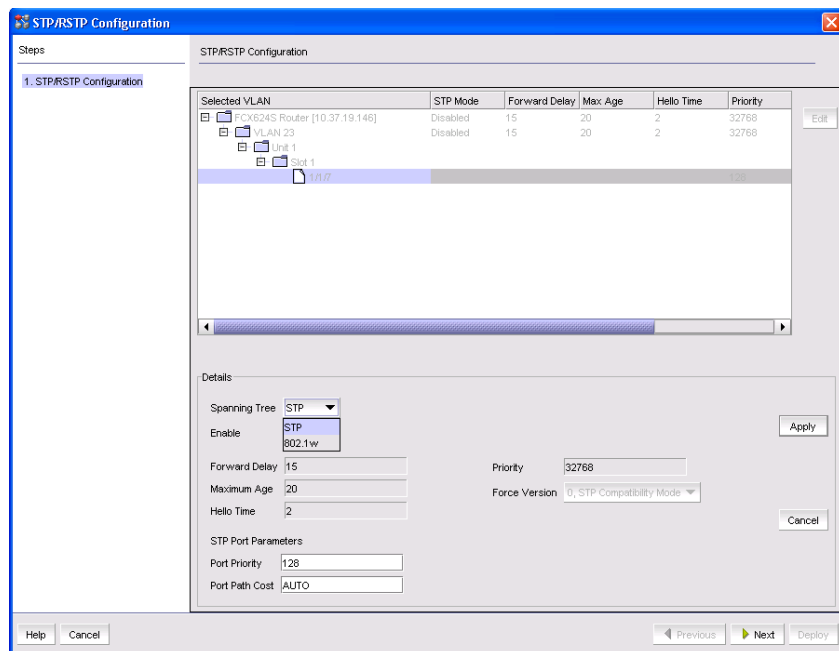 STP/RSTP Configuration
Steps
1. STP/RSTP Configuration
STP/RSTP Configuration
Selected VLAN STP Mode Forward Delay Max Age Hello Time Priority
FCX624S Router [10.37.19.146] Disabled 15 20 2 32768
Edit
VLAN 23 Disabled 15 20 2 32768
Unit 1
Slot 1
1/1/7 128
Details
Spanning Tree STP
STP
Enable
Apply
802.1w
Forward Delay 15 Priority 32768
Maximum Age 20 Force Version 0, STP Compatibility Mode
Hello Time 2
Cancel
STP Port Parameters
Port Priority 128
Port Path Cost AUTO
Help Cancel Previous Next Deploy